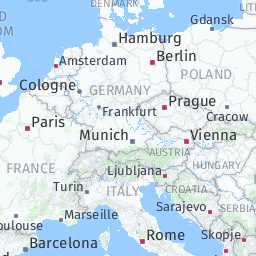 DOM
Gdansk
Hamburg
Amsterdam
Berlin
POLAND
Cologne
GERMANY
Frankfurt
Prague
Cracow
Paris
Munich
Vienna
AUSTRIA
FRANCE
HUNGARY
Ljubljana
Turin
ITALY
CROATIA
Marseille
Sarajevo
SERBIA
oulouse
Barcelona
Rome
Skopje